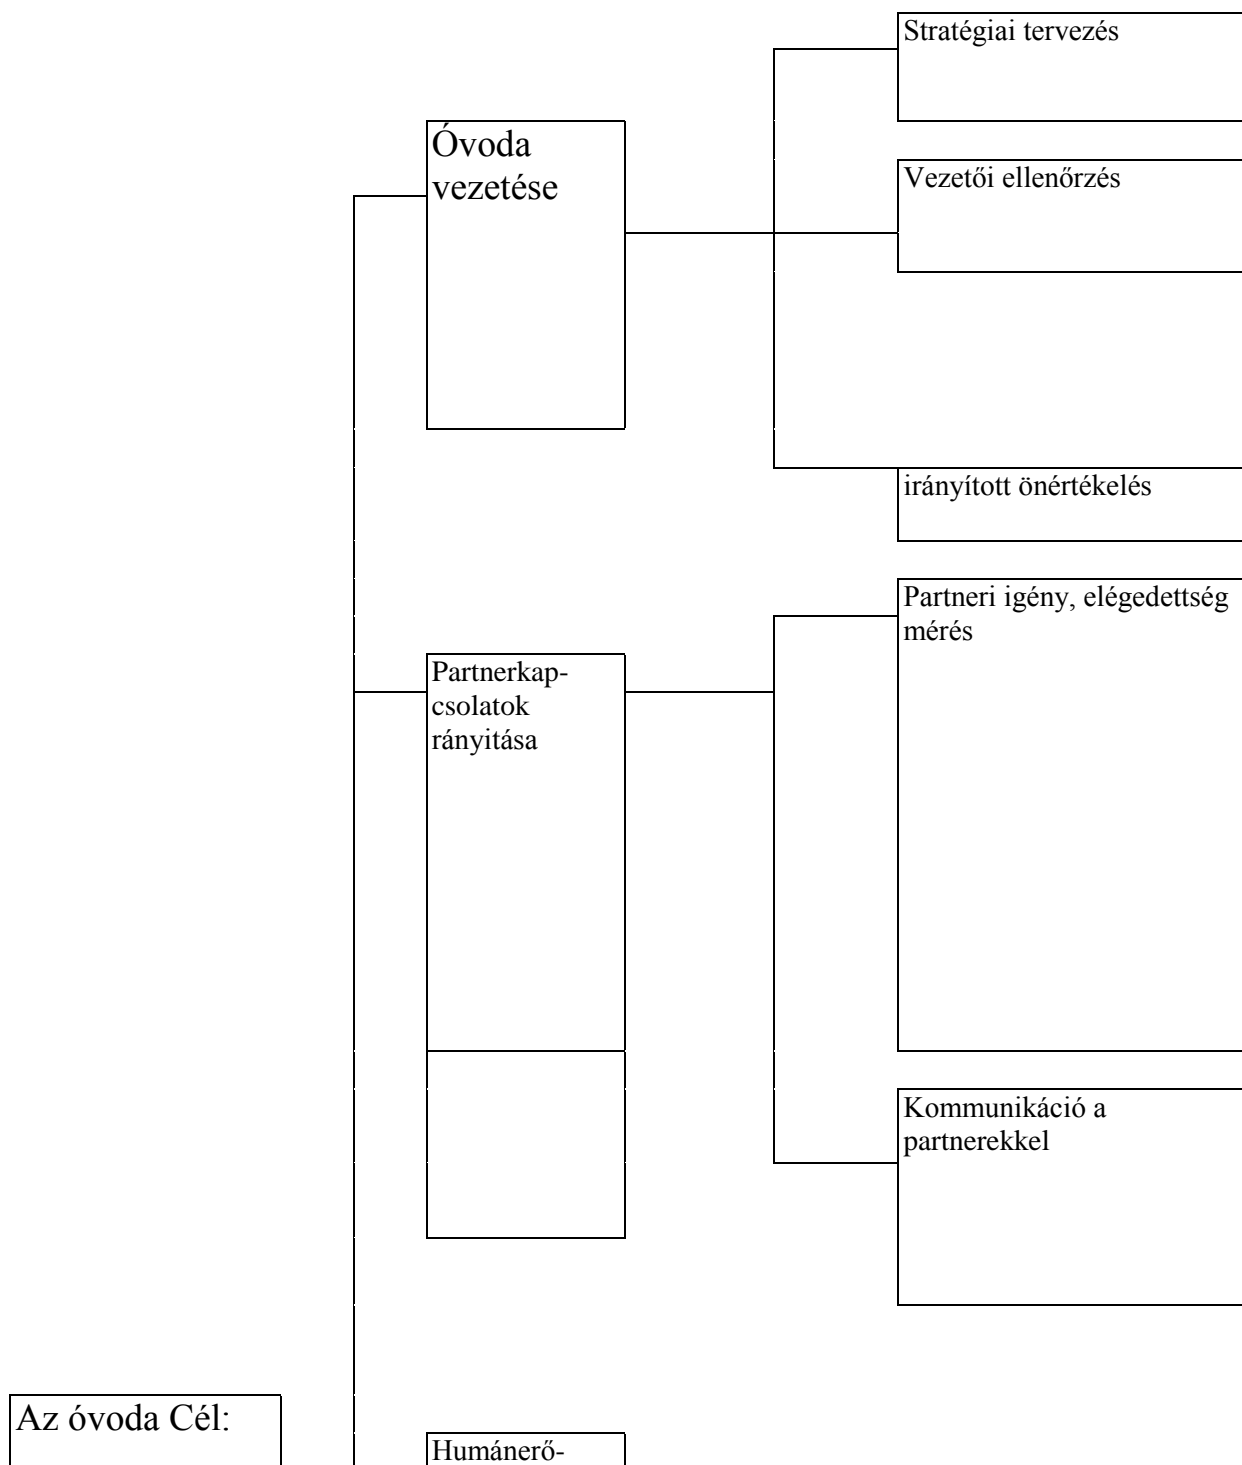 Stratégiai tervezés
Óvoda
vezetése
Vezetői ellenőrzés
irányított önértékelés
Partneri igény, elégedettség
mérés
Partnerkap-
csolatok
rányitása
Kommunikáció a
partnerekkel
Az óvoda Cél:
Humánerő-